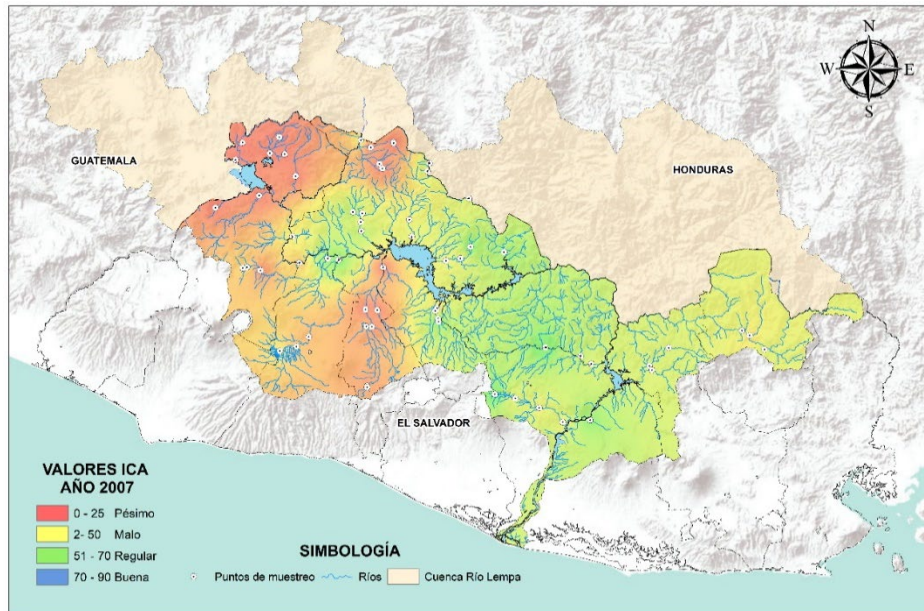 N
W E
S
GUATEMALA
HONDURAS
EL SALVADOR
VALORES ICA
AÑO 2007
0 - 25 Pésimo
2- 50 Malo
51 - 70 Regular
70 - 90 Buena
SIMBOLOGÍA
Puntos de muestreo Ríos Cuenca Río Lempa